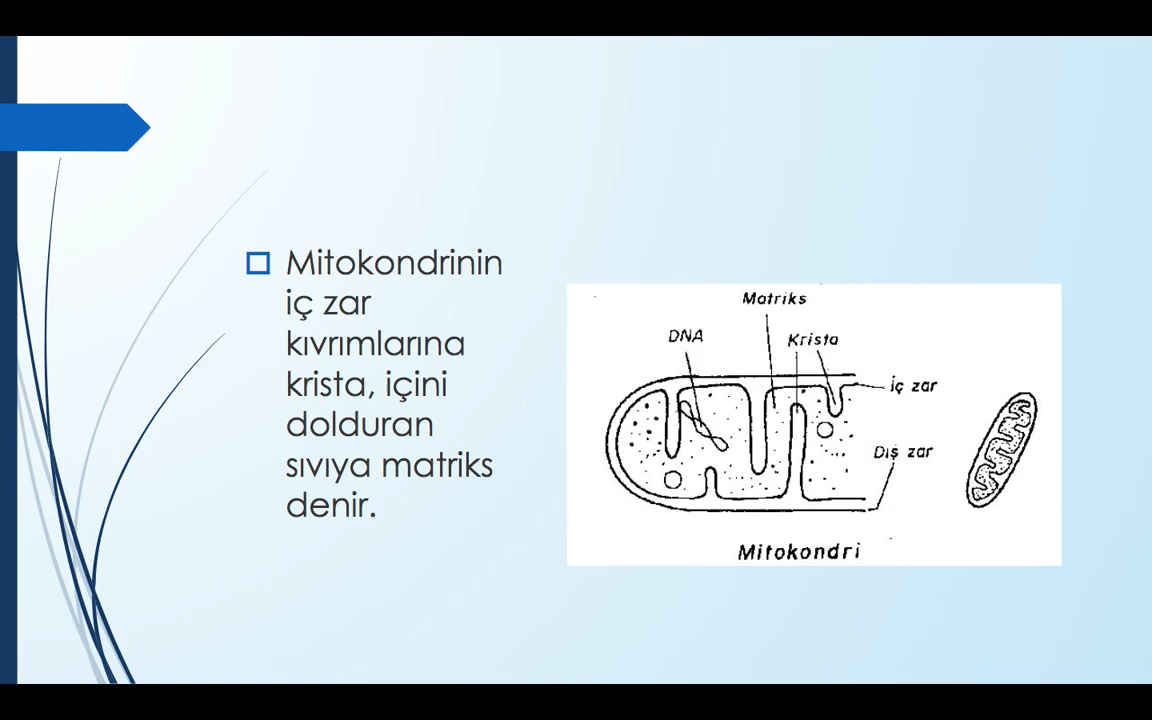 Mitokondrinin
iç zar
kıvrımlarına
krista, içini
dolduran
sıvıya matriks
denir.
Matriks
DNA
Krista
İç zar
Dış zar
Mitokondri